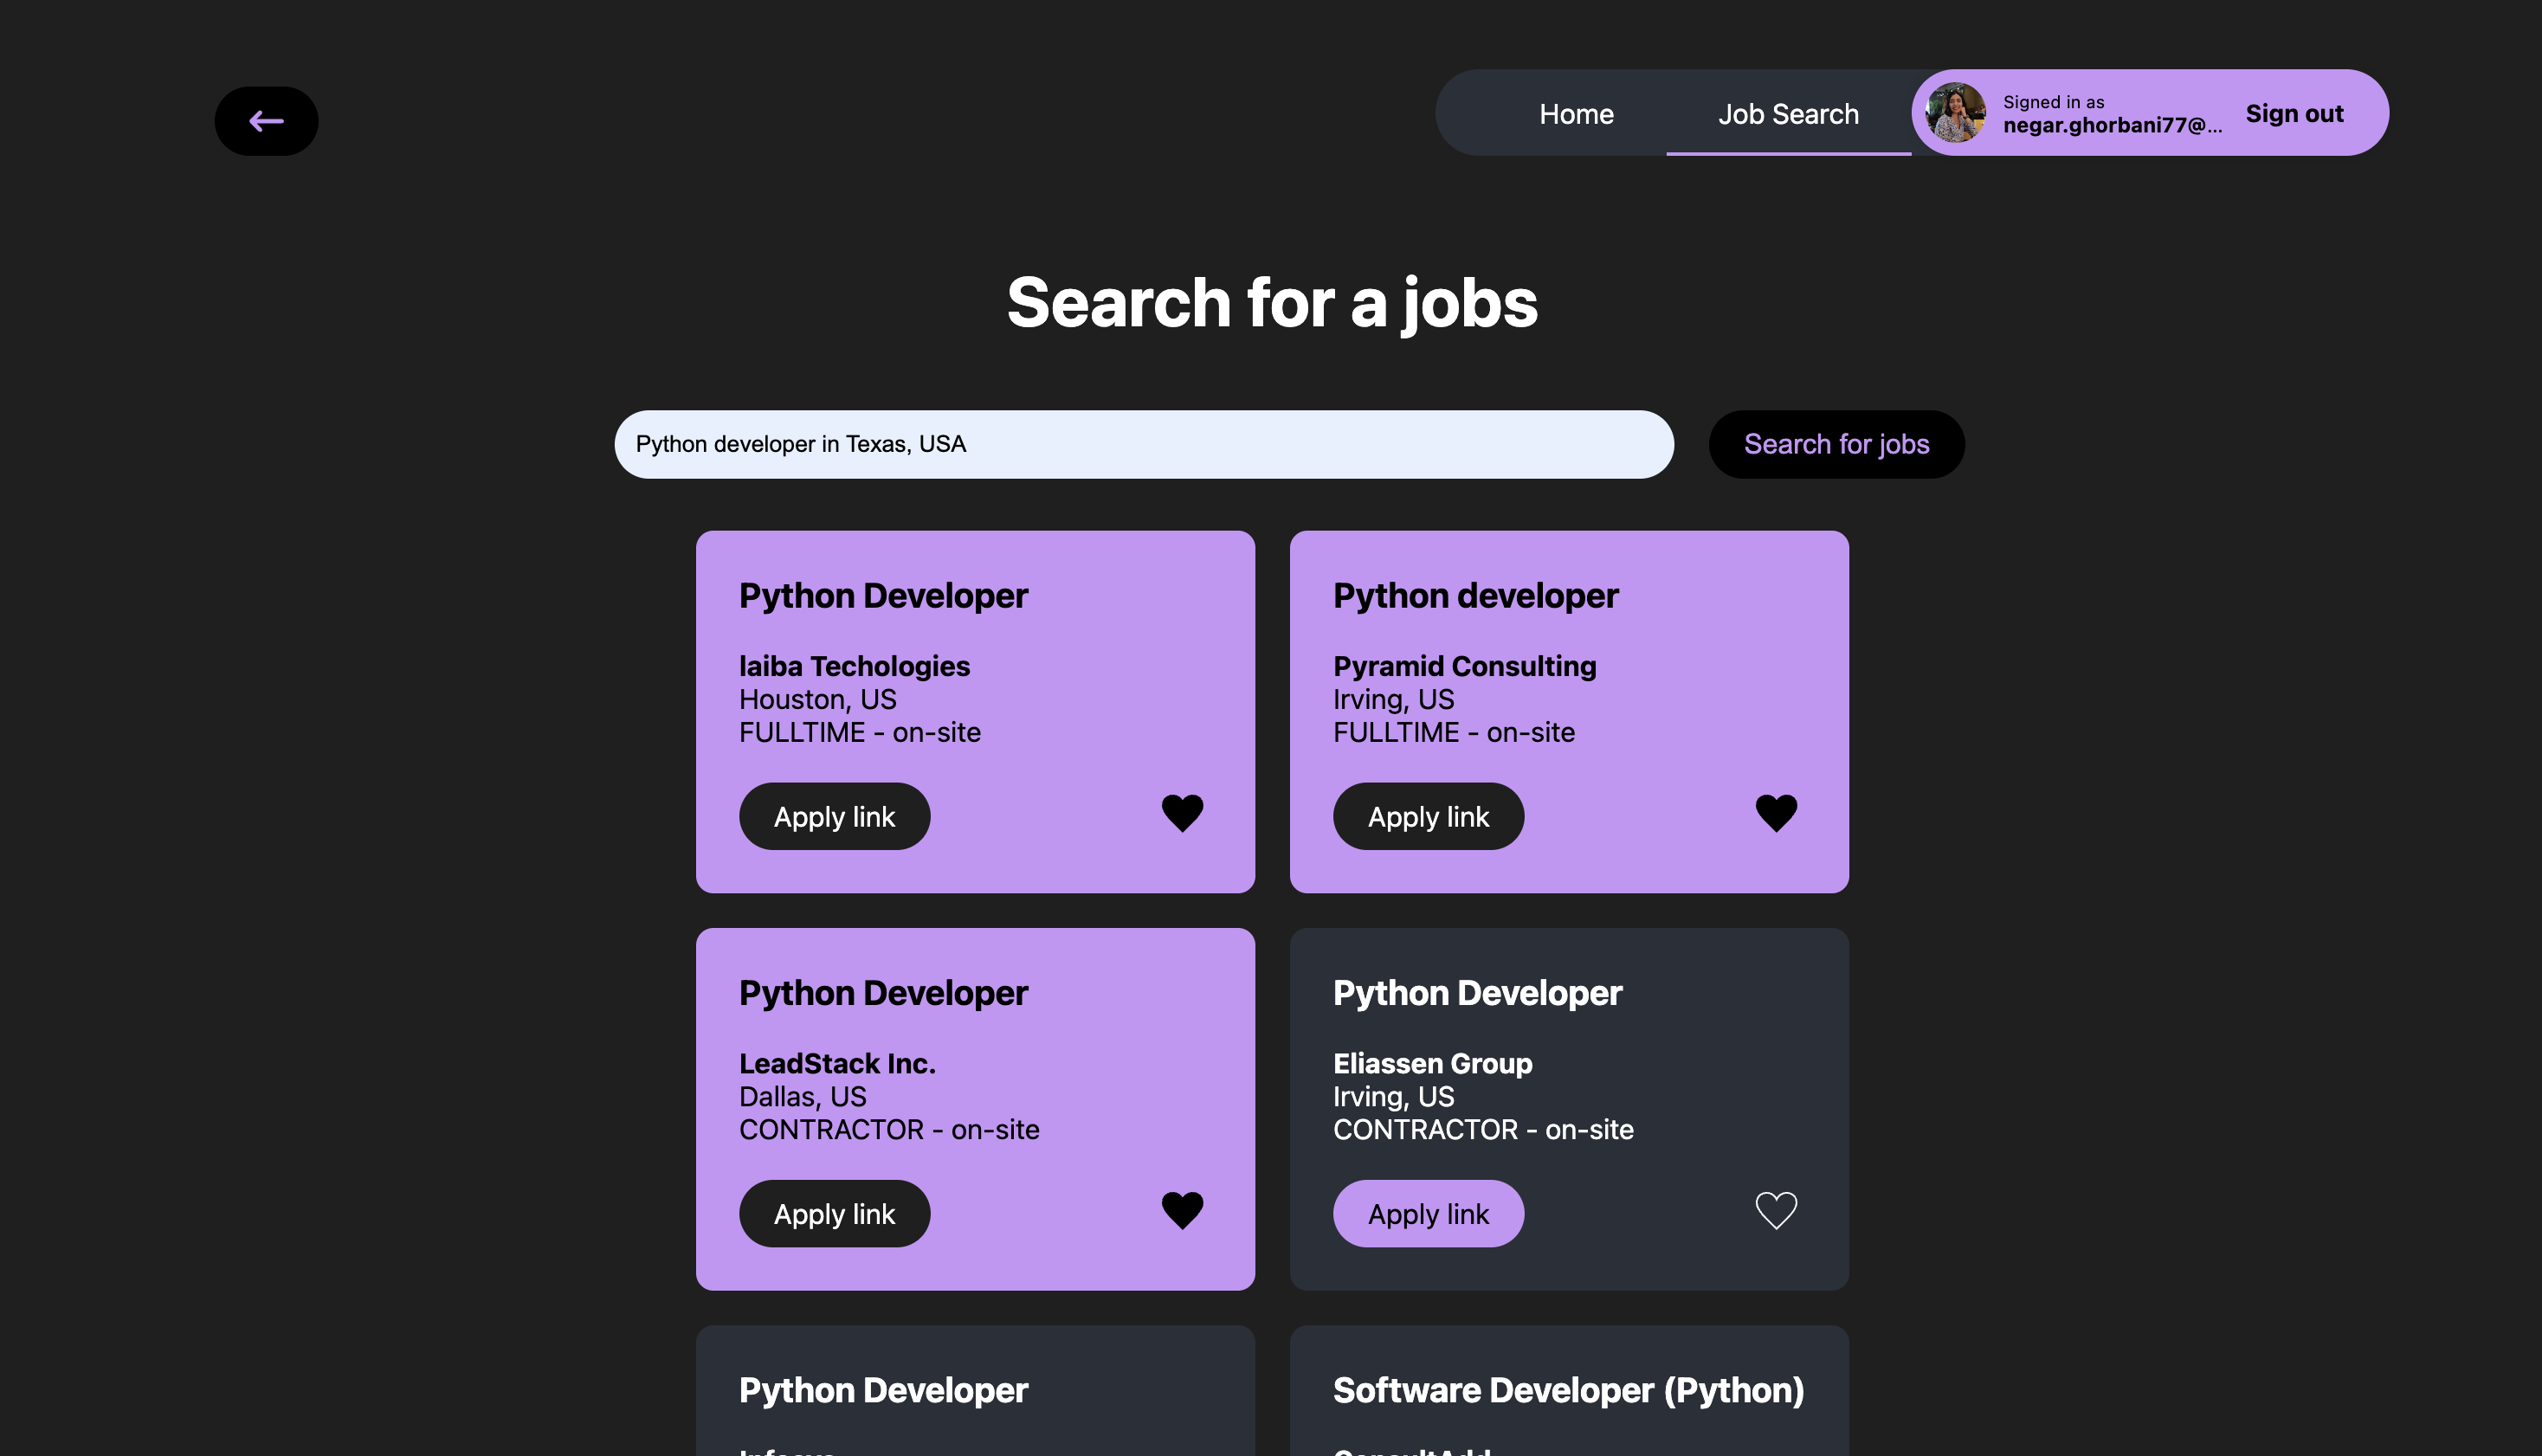 Home
Job Search
Signed in as
negar.ghorbani77@...
Sign out
Search for a jobs
Python developer in Texas, USA
Search for jobs
Python Developer
laiba Techologies
Houston, US
FULLTIME - on-site
Apply link
Python developer
Pyramid Consulting
Irving, US
FULLTIME - on-site
Apply link
Python Developer
LeadStack Inc.
Dallas, US
CONTRACTOR - on-site
Apply link
Python Developer
Eliassen Group
Irving, US
CONTRACTOR - on-site
Apply link
Python Developer
Software Developer (Python)